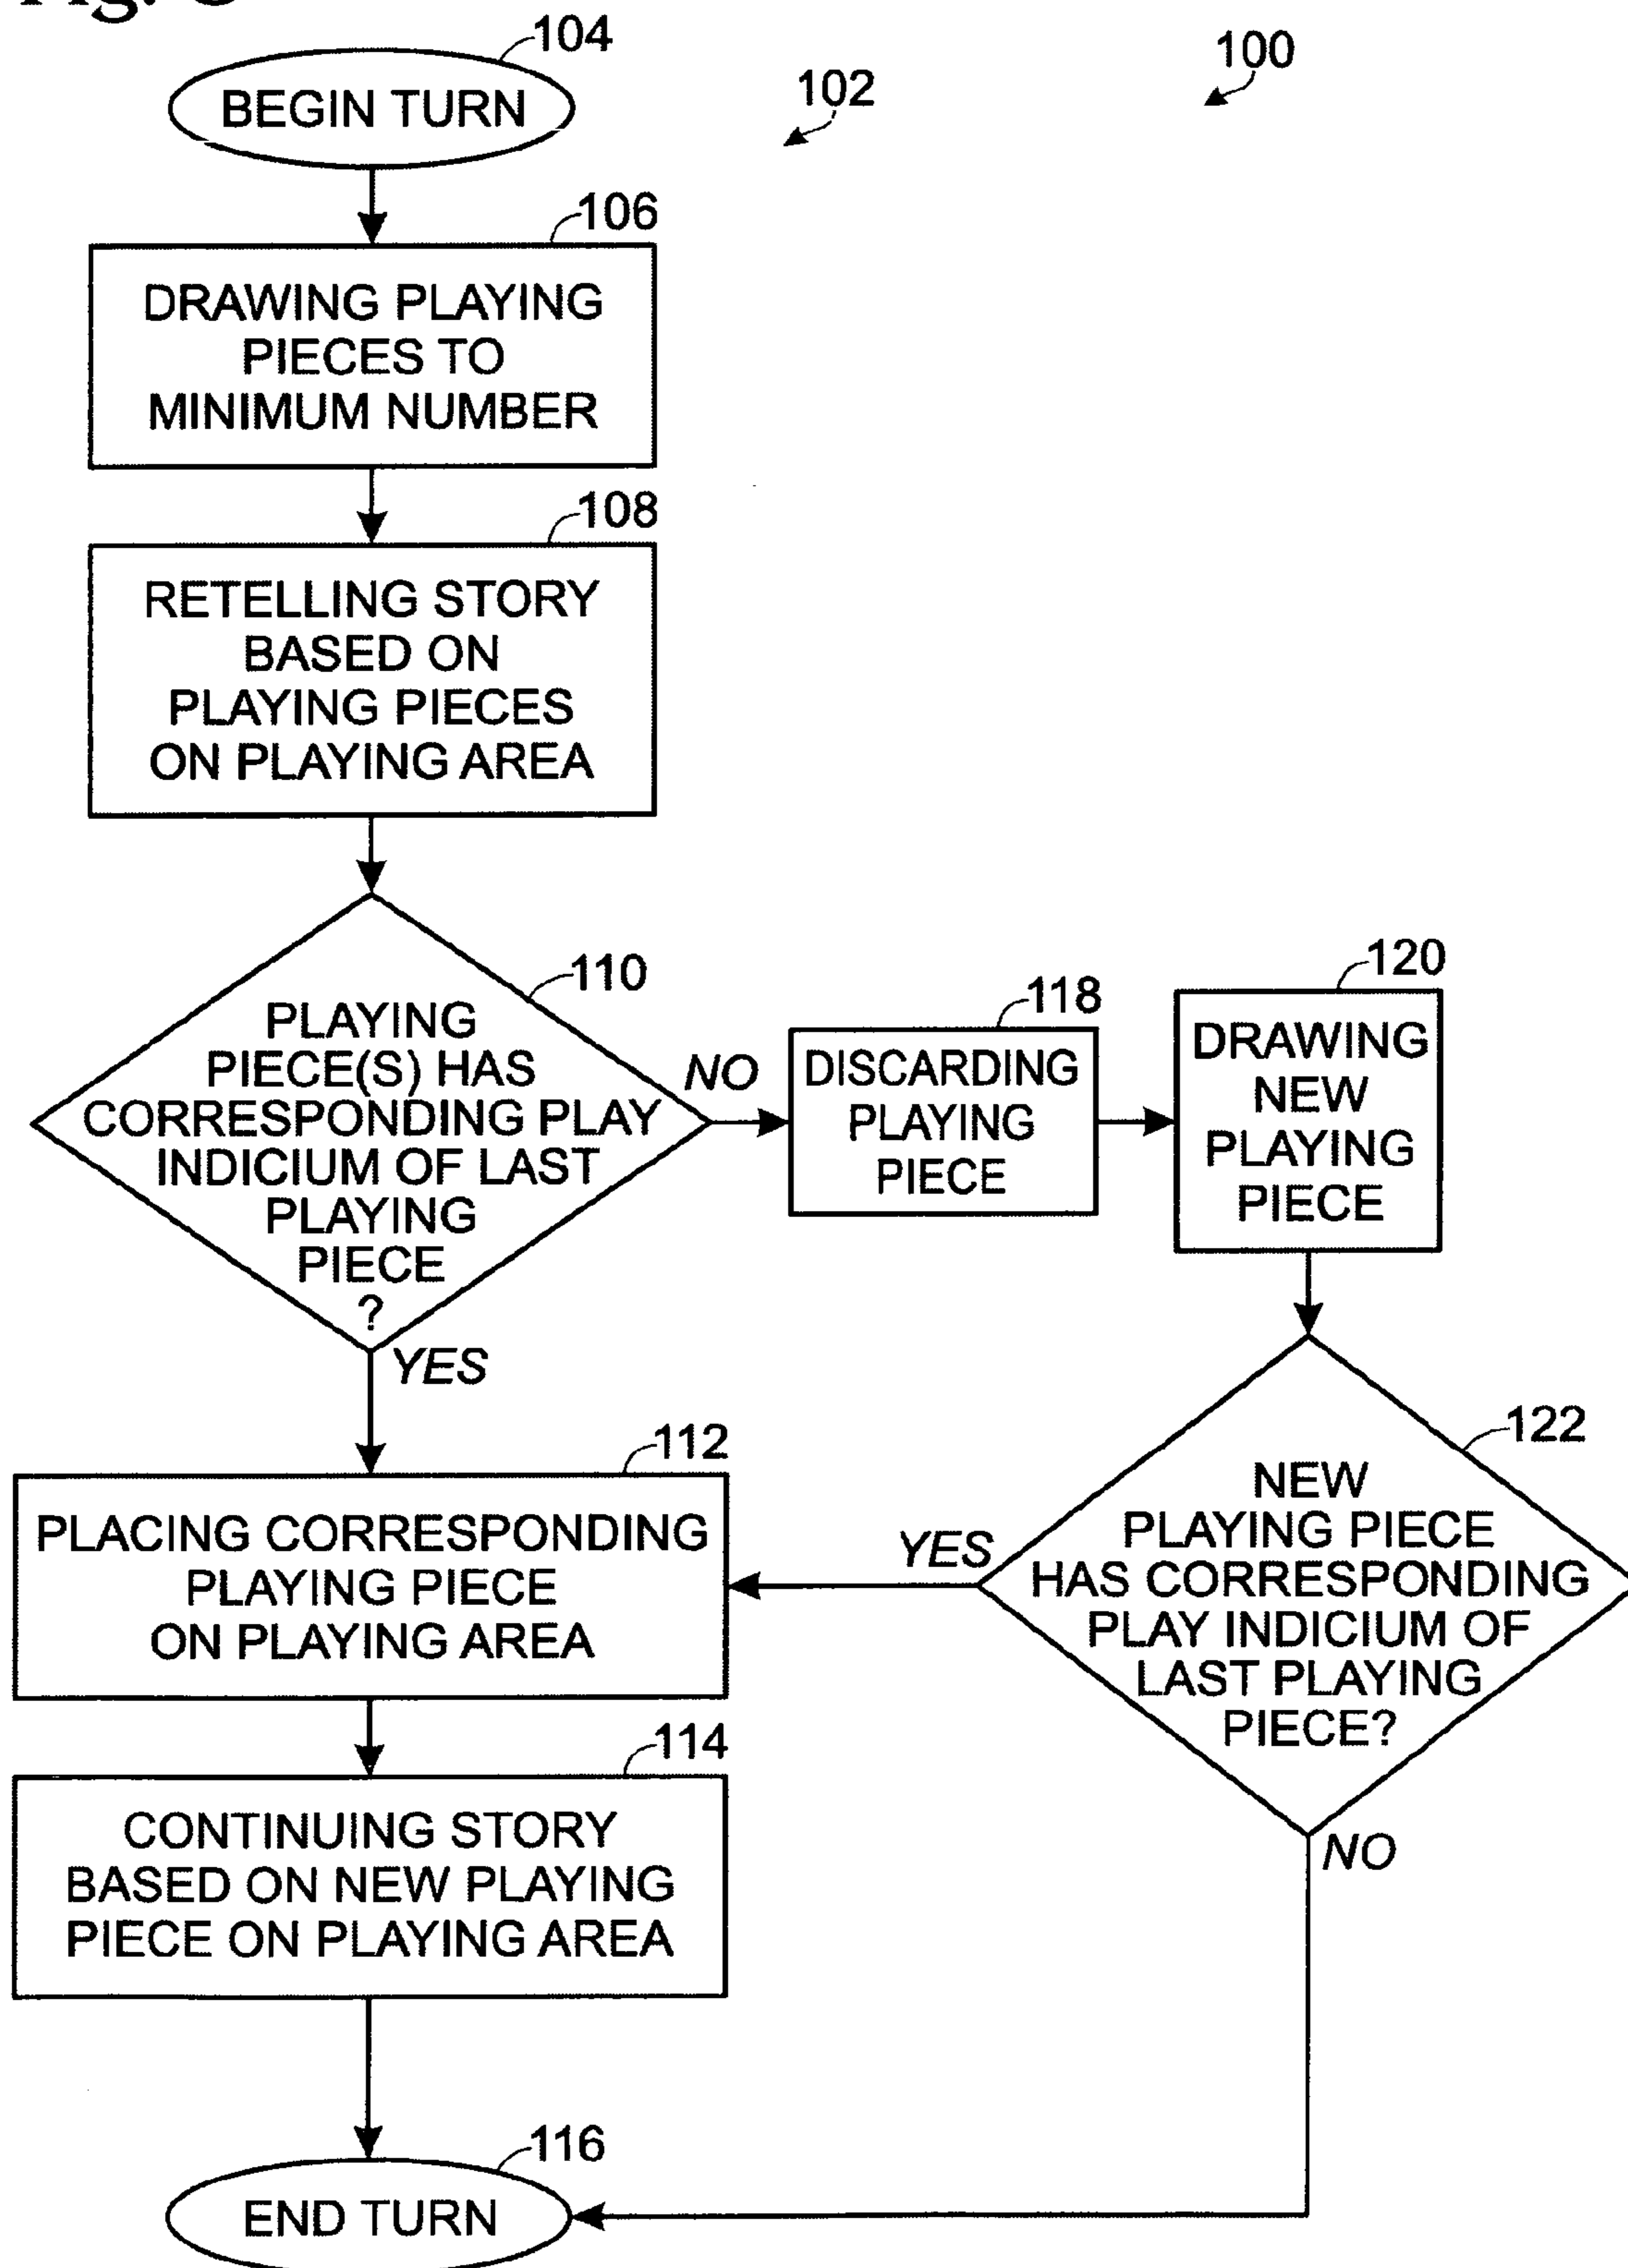 104
BEGIN TURN
102
100
106
DRAWING PLAYING
PIECES TO
MINIMUM NUMBER
108
RETELLING STORY
BASED ON
PLAYING PIECES
ON PLAYING AREA
110
PLAYING
PIECE(S) HAS
CORRESPONDING PLAY
INDICIUM OF LAST
PLAYING
PIECE
?
NO
118
DISCARDING
PLAYING
PIECE
120
DRAWING
NEW
PLAYING
PIECE
YES
112
PLACING CORRESPONDING
PLAYING PIECE
ON PLAYING AREA
YES
122
NEW
PLAYING PIECE
HAS CORRESPONDING
PLAY INDICIUM OF
LAST PLAYING
PIECE?
NO
114
CONTINUING STORY
BASED ON NEW PLAYING
PIECE ON PLAYING AREA
116
END TURN